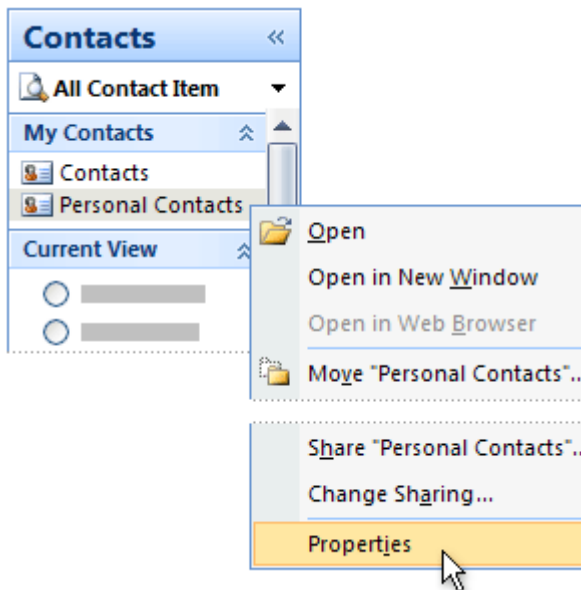 Contacts
All Contact Item
My Contacts
Contacts
Personal Contacts
Current View
Open
Open in New Window
Open in Web Browser
Move "Personal Contacts"..
Share "Personal Contacts"..
Change Sharing...
Properties